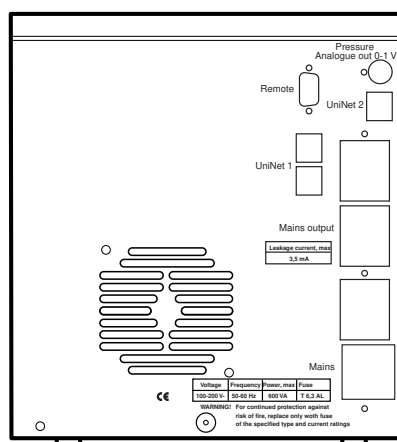 Pressure
Analogue out 0-1 V
Remote
UniNet 2
UniNet 1
Mains output
Leakage current, max
3,5 mA
Mains
Voltage Frequency Power, max Fuse
100-200 V- 50-60 Hz 600 VA T 6,3 AL
CE
WARNING! For continued protection against
risk of fire, replace only woth fuse
of the specified type and current ratings